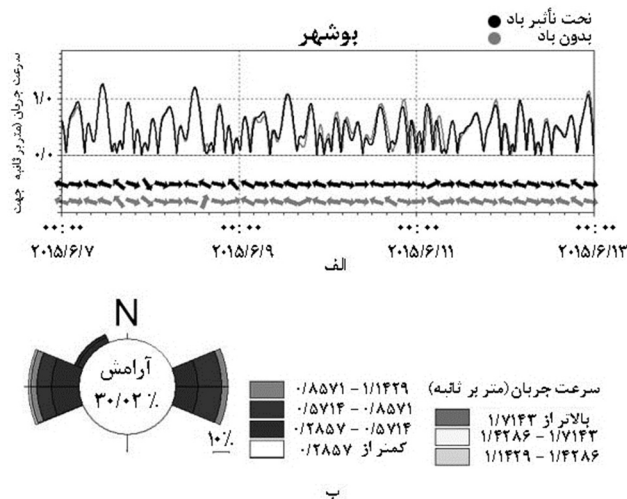 بوشهر
تحت تأثیر باد
بدون باد
سرعت جریان (متر بر ثانیه
جهت
۱/۰
۰/۰
۰۰:۰۰ ۰۰:۰۰ ۰۰:۰۰ ۰۰:۰۰
۲۰۱۵/۶/۷ ۲۰۱۵/۶/۹ ۲۰۱۵/۶/۱۱ ۲۰۱۵/۶/۱۳
الف
N
آرامش
۳۰/۰۲ %
۱۰%
سرعت جریان (متر بر ثانیه)
بالاتر از ۱/۷۱۴۳
۱/۴۲۸۶ – ۱/۷۱۴۳
۱/۱۴۲۹ – ۱/۴۲۸۶
۰/۸۵۷۱ – ۱/۱۴۲۹
۰/۵۷۱۴ – ۰/۸۵۷۱
۰/۲۸۵۷ – ۰/۵۷۱۴
کمتر از ۰/۲۸۵۷
ب